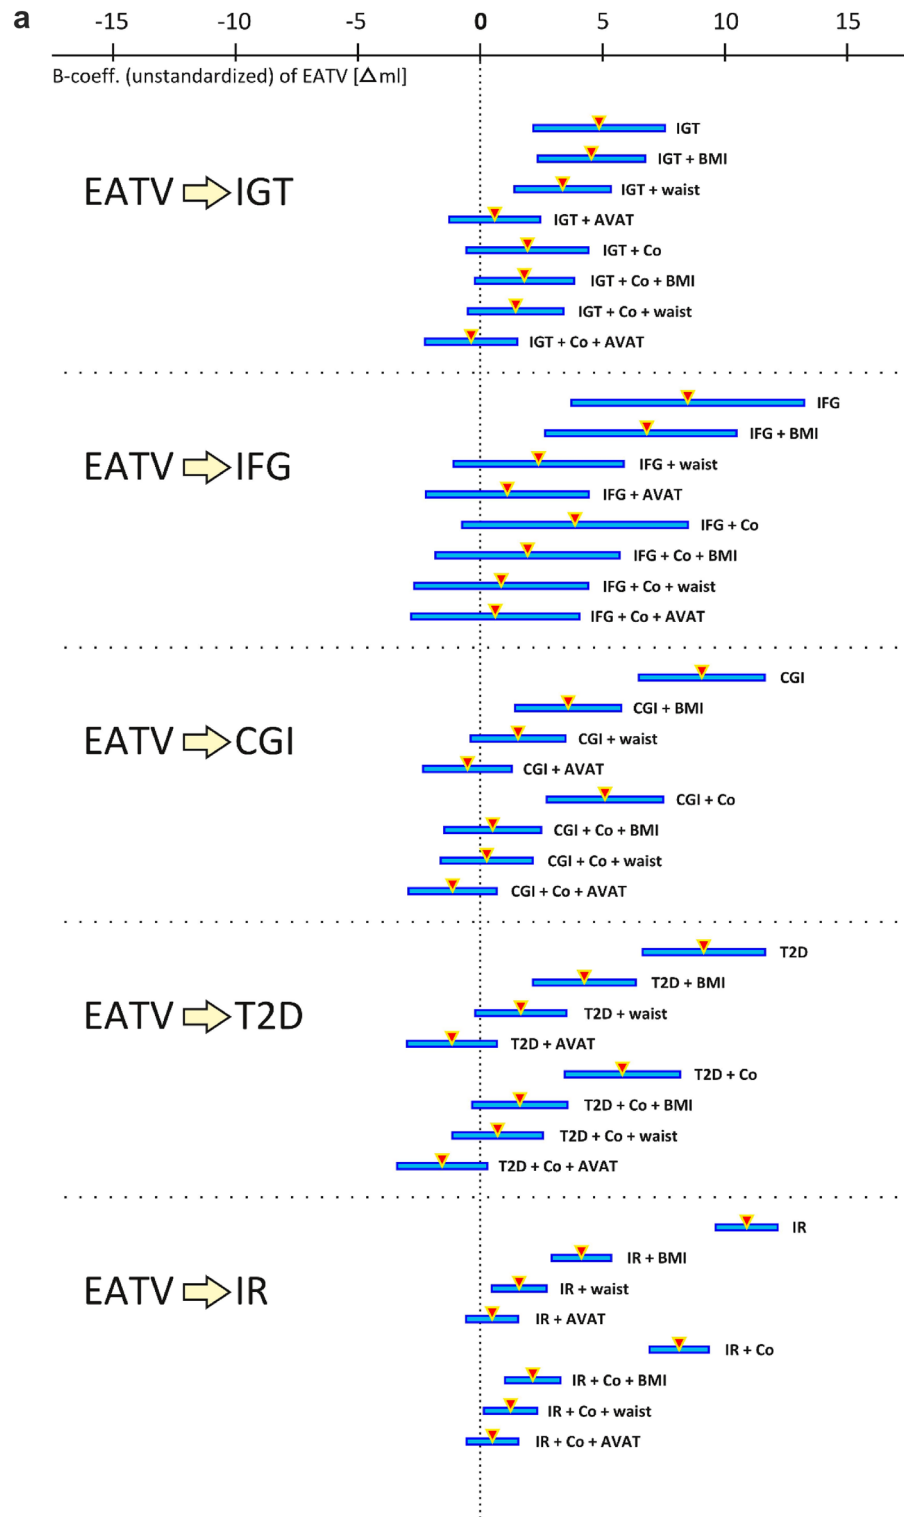 a
-15 -10 -5 0 5 10 15
B-coeff. (unstandardized) of EATV [Δml]
IGT
IGT + BMI
EATV IGT
IGT + waist
IGT + AVAT
IGT + Co
IGT + Co + BMI
IGT + Co + waist
IGT + Co + AVAT
IFG
IFG + BMI
EATV IFG
IFG + waist
IFG + AVAT
IFG + Co
IFG + Co + BMI
IFG + Co + waist
IFG + Co + AVAT
CGI
CGI + BMI
EATV CGI
CGI + waist
CGI + AVAT
CGI + Co
CGI + Co + BMI
CGI + Co + waist
CGI + Co + AVAT
T2D
T2D + BMI
EATV T2D
T2D + waist
T2D + AVAT
T2D + Co
T2D + Co + BMI
T2D + Co + waist
T2D + Co + AVAT
IR
IR + BMI
EATV IR
IR + waist
IR + AVAT
IR + Co
IR + Co + BMI
IR + Co + waist
IR + Co + AVAT